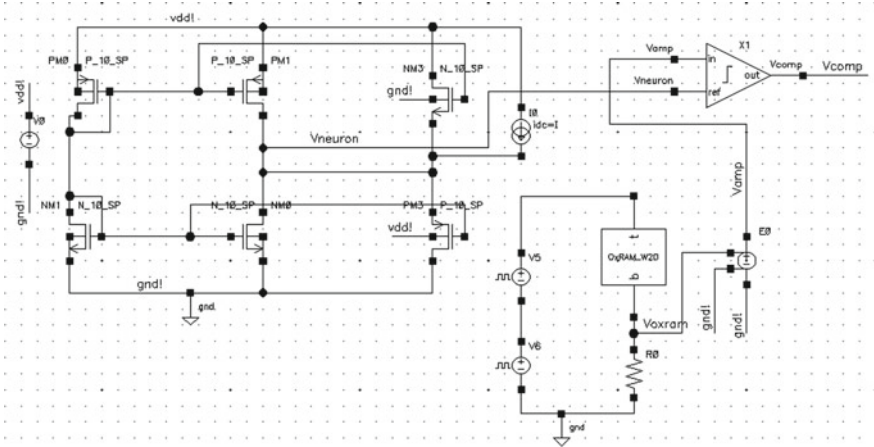 vdd!
PM0 P_10_SP P_10_SP PM1
NM3 N_10_SP
gnd!
vdd!
V0
gnd!
I0
idc=I
Vneuron
Vamp
Vneuron
X1
in
ref
out
Vcomp
Vcomp
NM1 N_10_SP N_10_SP NM0
PM3 P_10_SP
vdd!
gnd!
gnd
V5
V6
t
OxRAM_W2D
b
Voxram
R0
gnd
Vamp
E0
gnd!
gnd!